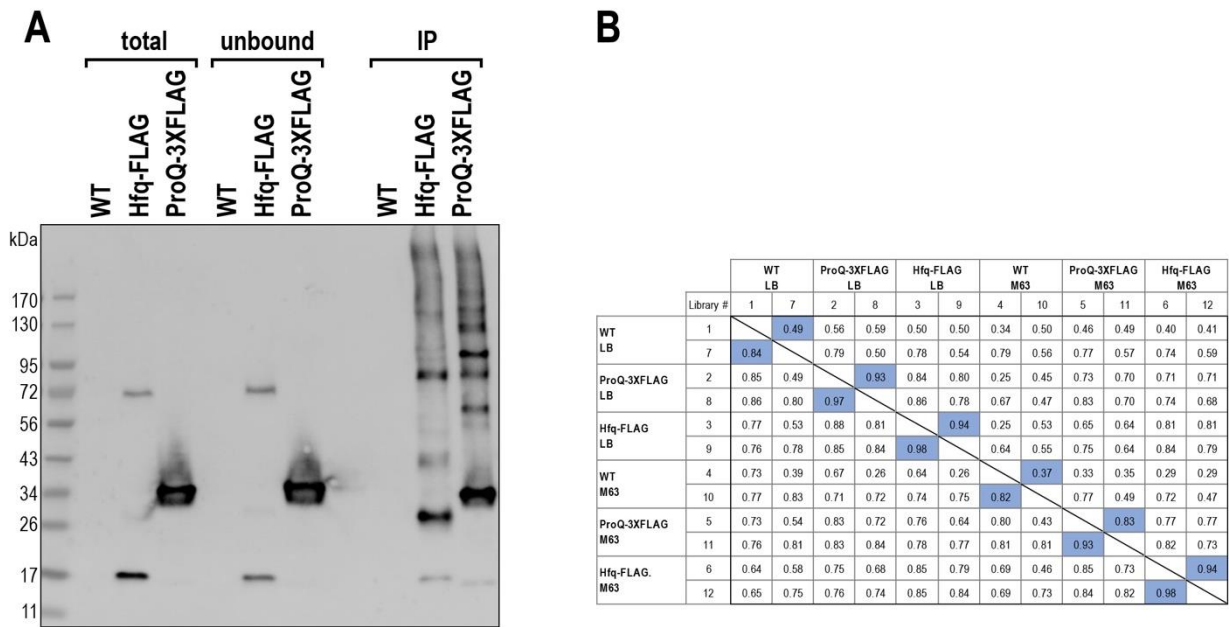 A
total unbound IP
WT Hfq-FLAG ProQ-3XFLAG WT Hfq-FLAG ProQ-3XFLAG WT Hfq-FLAG ProQ-3XFLAG
kDa
170
130
95
72
56
43
34
26
17
11
B
WT LB ProQ-3XFLAG LB Hfq-FLAG LB WT M63 ProQ-3XFLAG M63 Hfq-FLAG M63
Library # 1 7 2 8 3 9 4 10 5 11 6 12
WT LB 1 0.49 0.56 0.59 0.50 0.50 0.34 0.50 0.46 0.49 0.40 0.41
7 0.84 0.79 0.50 0.78 0.54 0.79 0.56 0.77 0.57 0.74 0.59
ProQ-3XFLAG LB 2 0.85 0.49 0.93 0.84 0.80 0.25 0.45 0.73 0.70 0.71 0.71
8 0.86 0.80 0.97 0.86 0.78 0.67 0.47 0.83 0.70 0.74 0.68
Hfq-FLAG LB 3 0.77 0.53 0.88 0.81 0.94 0.25 0.53 0.65 0.64 0.81 0.81
9 0.76 0.78 0.85 0.84 0.98 0.64 0.55 0.75 0.64 0.84 0.79
WT M63 4 0.73 0.39 0.67 0.26 0.64 0.26 0.37 0.33 0.35 0.29 0.29
10 0.77 0.83 0.71 0.72 0.74 0.75 0.82 0.77 0.49 0.72 0.47
ProQ-3XFLAG M63 5 0.73 0.54 0.83 0.72 0.76 0.64 0.80 0.43 0.83 0.77 0.77
11 0.76 0.81 0.83 0.84 0.78 0.77 0.81 0.81 0.93 0.82 0.73
Hfq-FLAG. M63 6 0.64 0.58 0.75 0.68 0.85 0.79 0.69 0.46 0.85 0.73 0.94
12 0.65 0.75 0.76 0.74 0.85 0.84 0.69 0.73 0.84 0.82 0.98